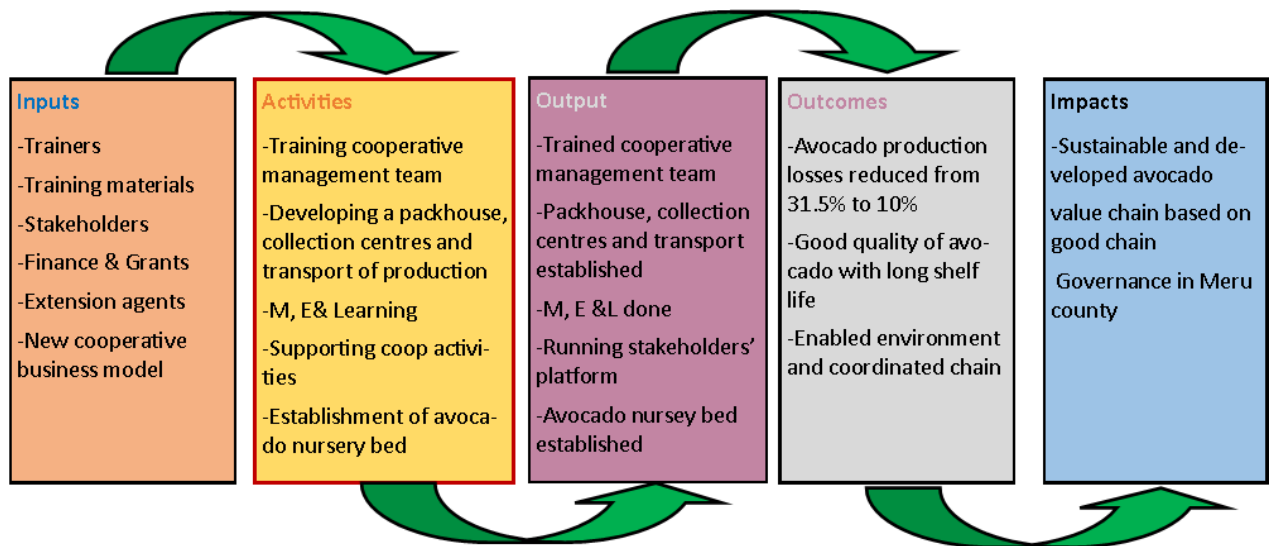 Inputs
-Trainers
-Training materials
-Stakeholders
-Finance & Grants
-Extension agents
-New cooperative
business model
Activities
-Training cooperative
management team
-Developing a packhouse,
collection centres and
transport of production
-M, E& Learning
-Supporting coop activi-
ties
-Establishment of avoca-
do nursery bed
Output
-Trained cooperative
management team
-Packhouse, collection
centres and transport
established
-M, E &L done
-Running stakeholders’
platform
-Avocado nursey bed
established
Outcomes
-Avocado production
losses reduced from
31.5% to 10%
-Good quality of avo-
cado with long shelf
life
-Enabled environment
and coordinated chain
Impacts
-Sustainable and de-
veloped avocado
value chain based on
good chain
Governance in Meru
county